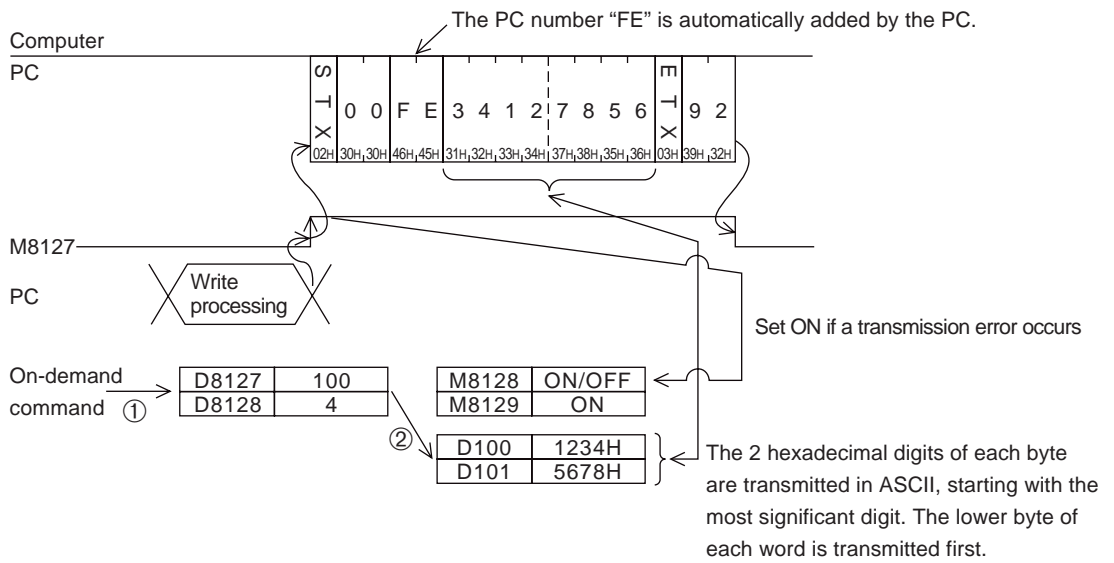 The PC number “FE” is automatically added by the PC.
Computer
PC
STX 0 0 F E 3 4 1 2 7 8 5 6 ETX 9 2
02H 30H 30H 46H 45H 31H 32H 33H 34H 37H 38H 35H 36H 03H 39H 32H
M8127
PC
Write
processing
Set ON if a transmission error occurs
On-demand
command ①
D8127 100
D8128 4
M8128 ON/OFF
M8129 ON
②
D100 1234H
D101 5678H
The 2 hexadecimal digits of each byte
are transmitted in ASCII, starting with the
most significant digit. The lower byte of
each word is transmitted first.